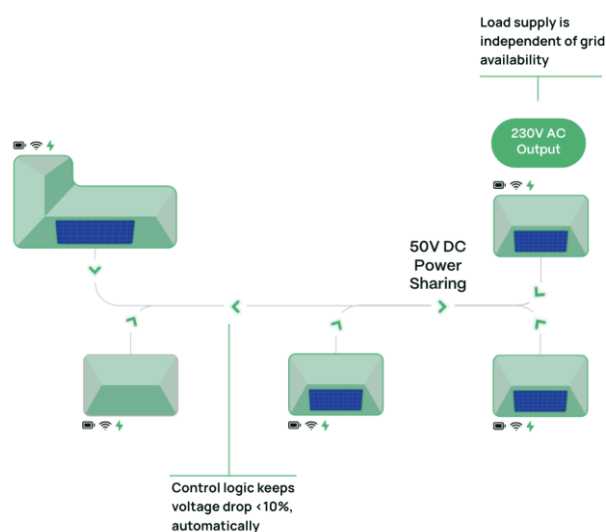 Load supply is
independent of grid
availability
230V AC
Output
50V DC
Power
Sharing
Control logic keeps
voltage drop <10%,
automatically